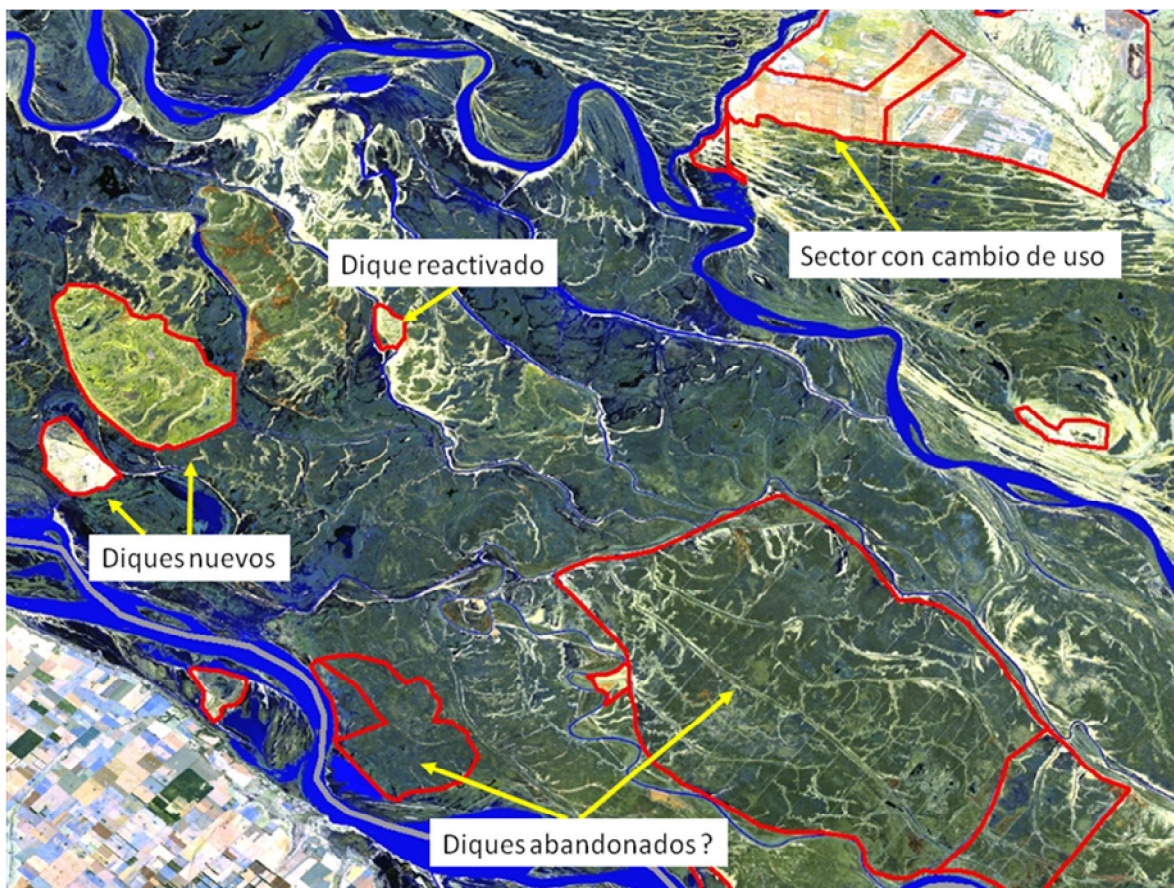 Sector con cambio de uso
Dique reactivado
Diques nuevos
Diques abandonados ?